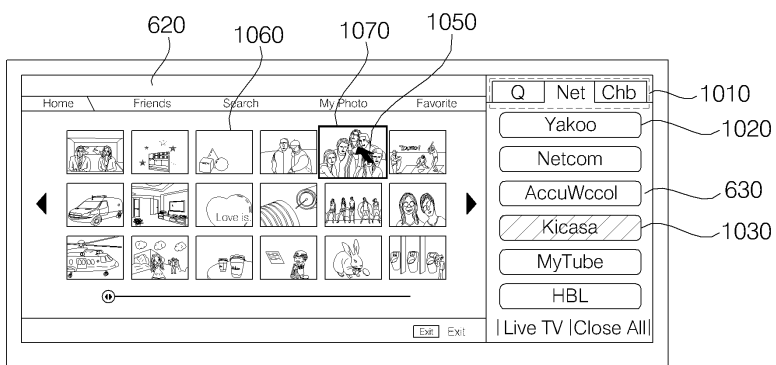 620 1060 1070 1050
Home Friends Search My Photo Favorite
Love is.
Exit Exit
Q Net Chb
1010
Yakoo
1020
Netcom
AccuWccol
630
Kicasa
1030
MyTube
HBL
Live TV Close All